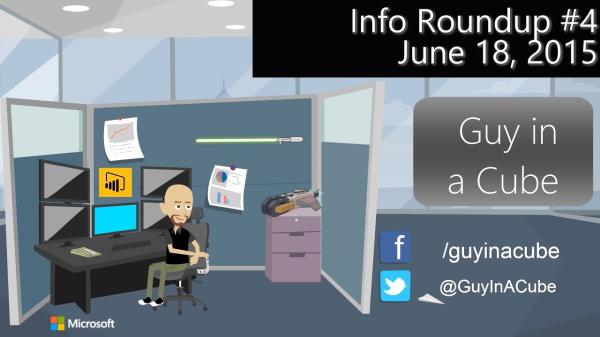 Info Roundup #4
June 18, 2015
Guy in
a Cube
f /guyinacube
@GuyInACube
Microsoft